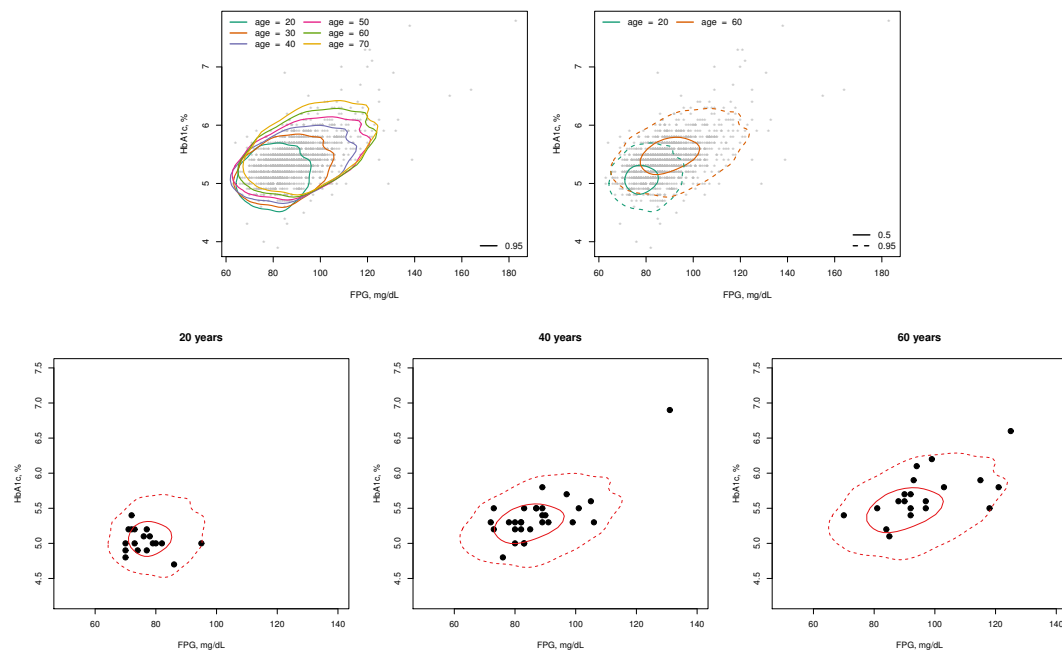 age = 20 age = 50
age = 30 age = 60
age = 40 age = 70
HbA1c, %
7
6
5
4
0.95
60 80 100 120 140 160 180
FPG, mg/dL
age = 20 age = 60
HbA1c, %
7
6
5
4
0.5
0.95
60 80 100 120 140 160 180
FPG, mg/dL
20 years
HbA1c, %
7.5
7.0
6.5
6.0
5.5
5.0
4.5
60 80 100 120 140
FPG, mg/dL
40 years
HbA1c, %
7.5
7.0
6.5
6.0
5.5
5.0
4.5
60 80 100 120 140
FPG, mg/dL
60 years
HbA1c, %
7.5
7.0
6.5
6.0
5.5
5.0
4.5
60 80 100 120 140
FPG, mg/dL